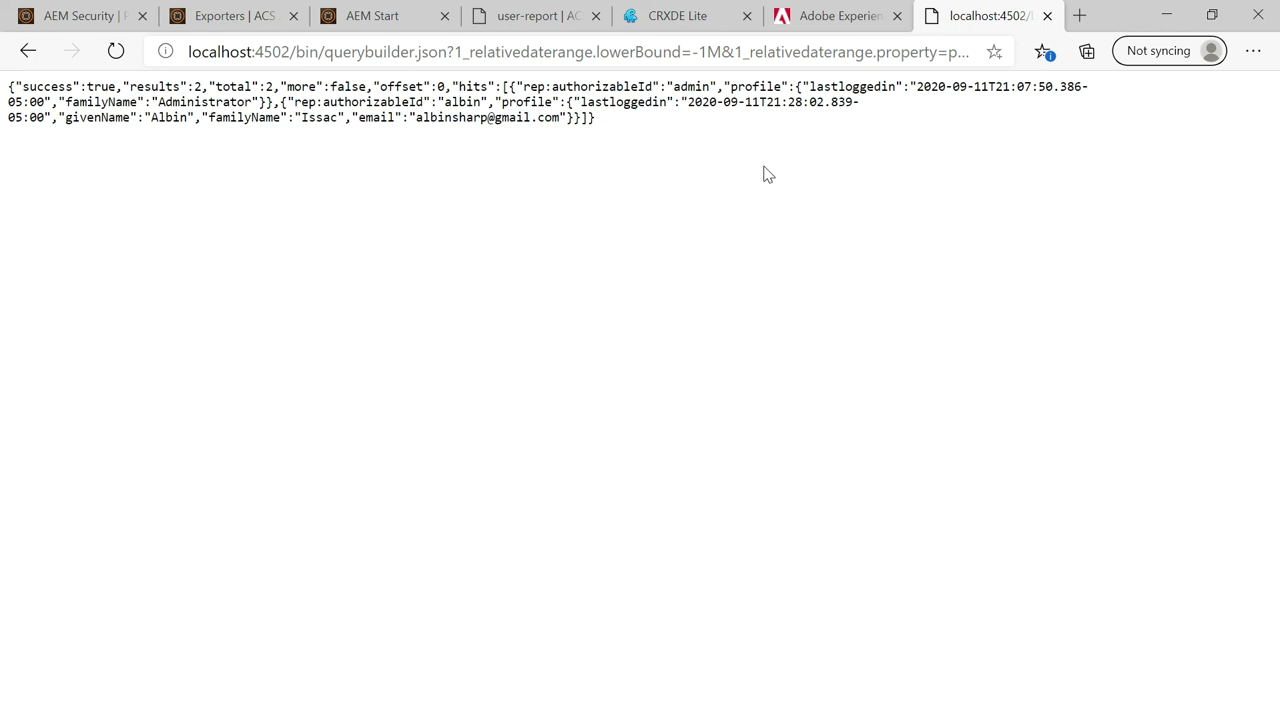 AEM Security | F
Exporters | ACS
AEM Start
user-report | AC
CRXDE Lite
Adobe Experien
localhost:4502/
localhost:4502/bin/querybuilder.json?1_relativedaterange.lowerBound=-1M&1_relativedaterange.property=p...
Not syncing
{"success":true,"results":2,"total":2,"more":false,"offset":0,"hits":[{"rep:authorizableId":"admin","profile":{"lastloggedin":"2020-09-11T21:07:50.386-
05:00","familyName":"Administrator"}},{"rep:authorizableId":"albin","profile":{"lastloggedin":"2020-09-11T21:28:02.839-
05:00","givenName":"Albin","familyName":"Issac","email":"albinsharp@gmail.com"}}]}